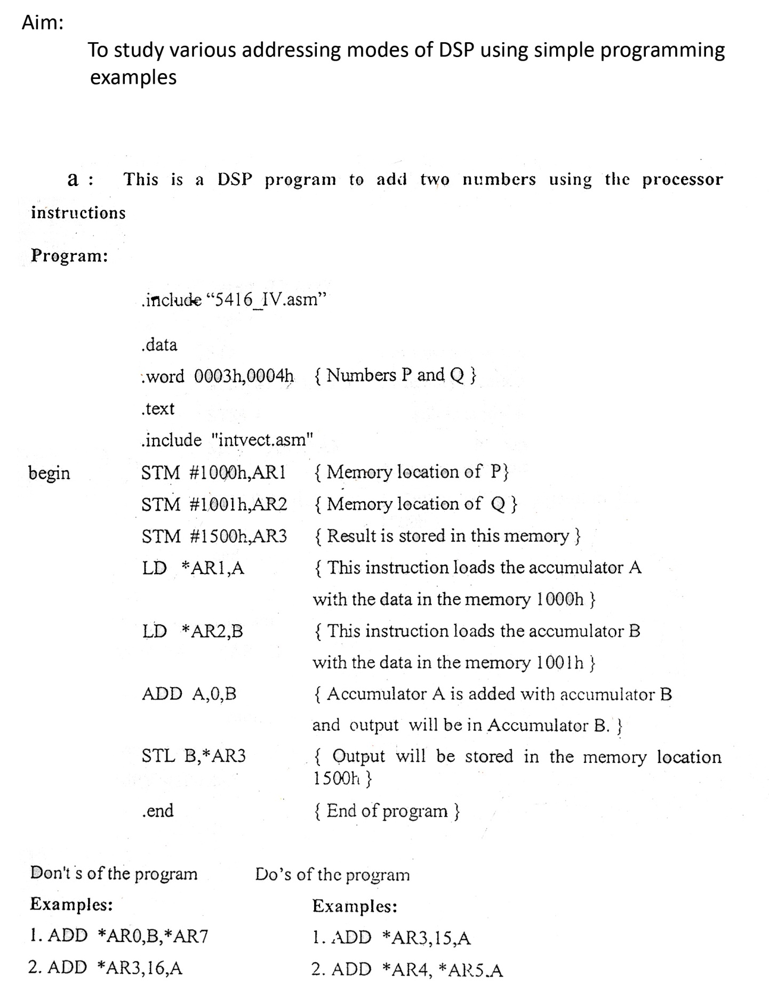 Aim:
To study various addressing modes of DSP using simple programming
examples
a : This is a DSP program to add two numbers using the processor
instructions
Program:
.include “5416_IV.asm”
.data
.word 0003h,0004h { Numbers P and Q }
.text
.include "intvect.asm"
begin STM #1000h,AR1 { Memory location of P}
STM #1001h,AR2 { Memory location of Q }
STM #1500h,AR3 { Result is stored in this memory }
LD *AR1,A { This instruction loads the accumulator A
with the data in the memory 1000h }
LD *AR2,B { This instruction loads the accumulator B
with the data in the memory 1001h }
ADD A,0,B { Accumulator A is added with accumulator B
and output will be in Accumulator B. }
STL B,*AR3 { Output will be stored in the memory location
1500h }
.end { End of program }
Don't s of the program Do’s of the program
Examples: Examples:
1. ADD *AR0,B,*AR7 1. ADD *AR3,15,A
2. ADD *AR3,16,A 2. ADD *AR4, *AR5.A